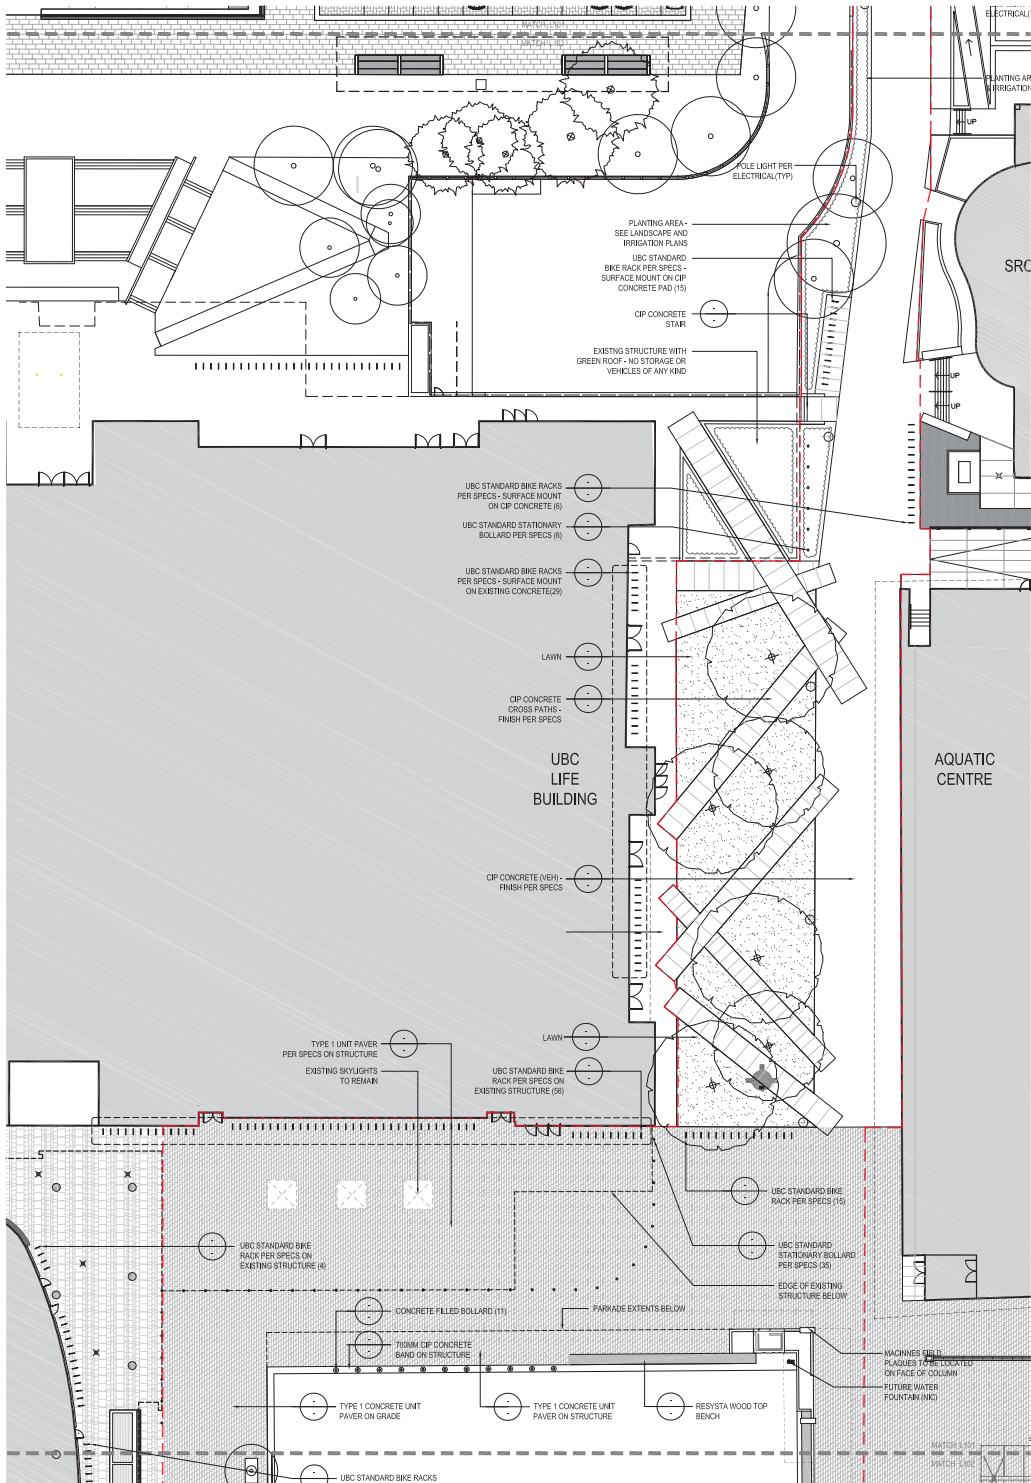 ELECTRICAL(
MATCH L101
MATCH L102
PLANTING AR
& IRRIGATION
UP
POLE LIGHT PER
ELECTRICAL(TYP)
PLANTING AREA -
SEE LANDSCAPE AND
IRRIGATION PLANS
UBC STANDARD
BIKE RACK PER SPECS -
SURFACE MOUNT ON CIP
CONCRETE PAD (15)
SRC
CIP CONCRETE
STAIR
EXISTNG STRUCTURE WITH
GREEN ROOF - NO STORAGE OR
VEHICLES OF ANY KIND
UP
UP
UBC STANDARD BIKE RACKS
PER SPECS - SURFACE MOUNT
ON CIP CONCRETE (6)
UBC STANDARD STATIONARY
BOLLARD PER SPECS (6)
UBC STANDARD BIKE RACKS
PER SPECS - SURFACE MOUNT
ON EXISTING CONCRETE(29)
LAWN
CIP CONCRETE
CROSS PATHS -
FINISH PER SPECS
UBC
LIFE
BUILDING
AQUATIC
CENTRE
CIP CONCRETE (VEH) -
FINISH PER SPECS
LAWN
TYPE 1 UNIT PAVER
PER SPECS ON STRUCTURE
EXISTING SKYLIGHTS
TO REMAIN
UBC STANDARD BIKE
RACK PER SPECS ON
EXISTING STRUCTURE (56)
UBC STANDARD BIKE
RACK PER SPECS (15)
UBC STANDARD BIKE
RACK PER SPECS ON
EXISTING STRUCTURE (4)
UBC STANDARD
STATIONARY BOLLARD
PER SPECS (35)
EDGE OF EXISTING
STRUCTURE BELOW
CONCRETE FILLED BOLLARD (11)
PARKADE EXTENTS BELOW
700MM CIP CONCRETE
BAND ON STRUCTURE
MACINNES FIELD
PLAQUES TO BE LOCATED
ON FACE OF COLUMN
FUTURE WATER
FOUNTAIN (NIC)
TYPE 1 CONCRETE UNIT
PAVER ON GRADE
TYPE 1 CONCRETE UNIT
PAVER ON STRUCTURE
RESYSTA WOOD TOP
BENCH
MATCH L101
MATCH L102
UBC STANDARD BIKE RACKS